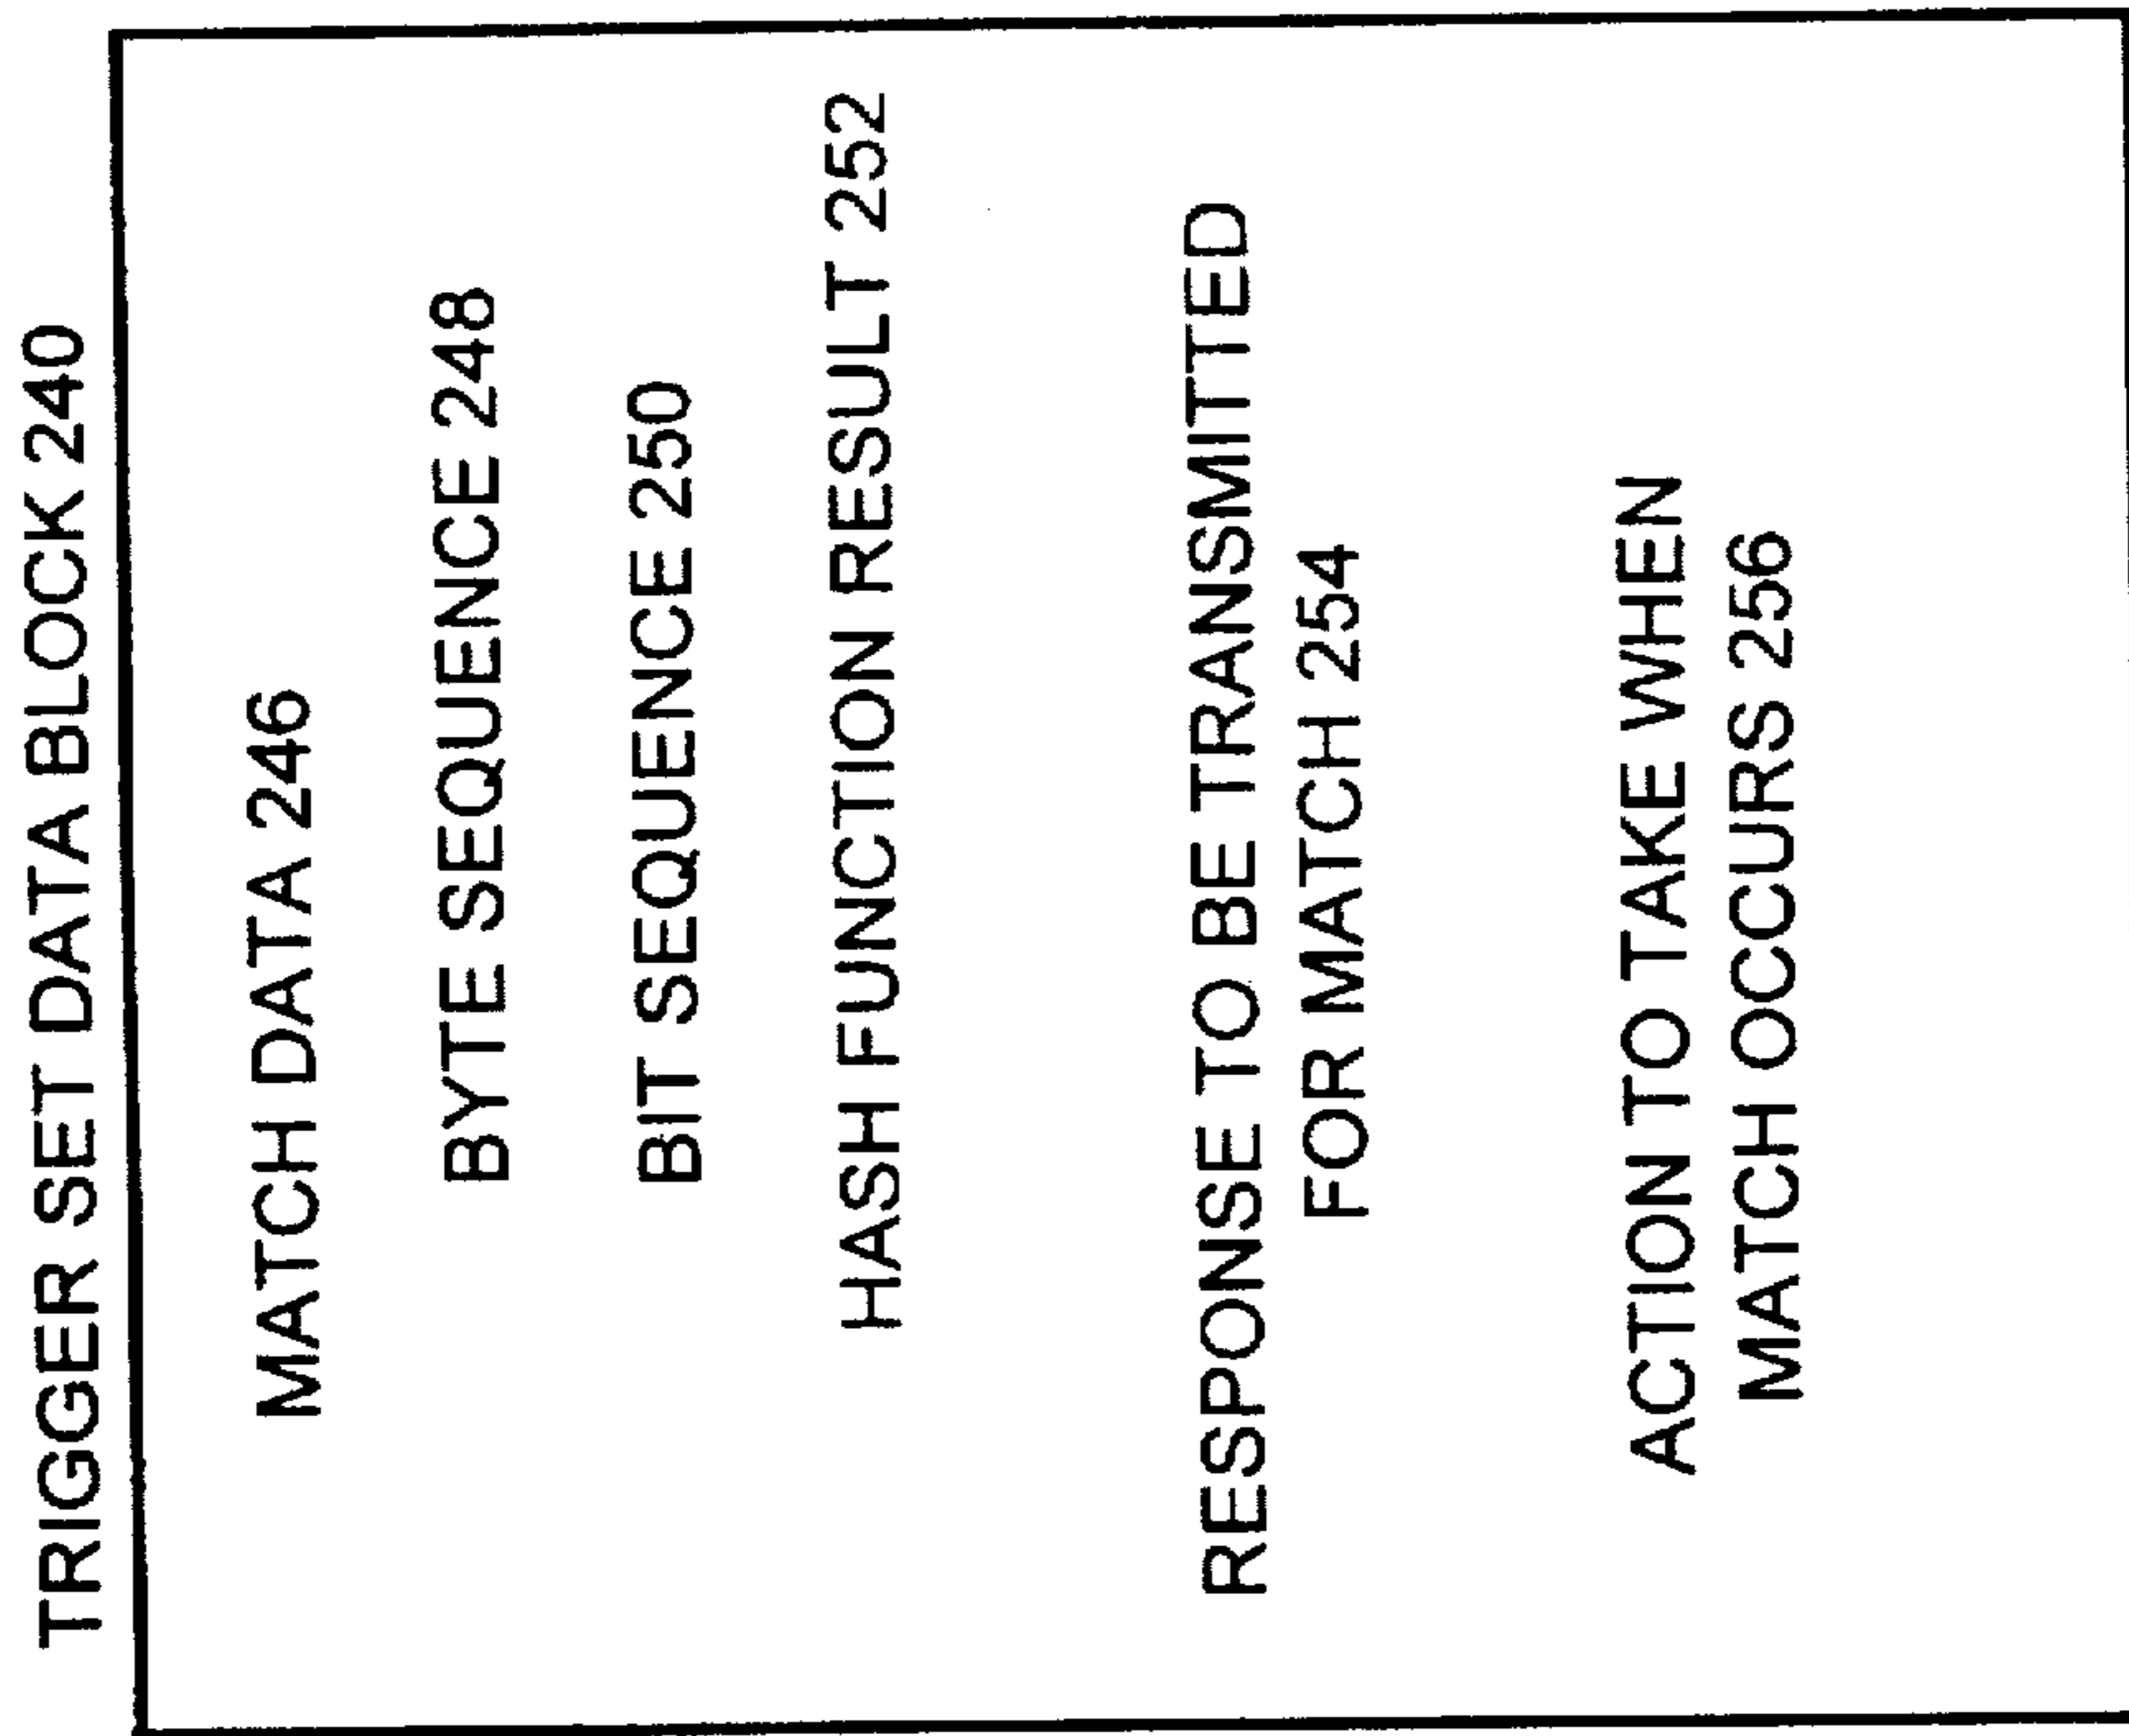 TRIGGER SET DATA BLOCK 240
MATCH DATA 246
BYTE SEQUENCE 248
BIT SEQUENCE 250
HASH FUNCTION RESULT 252
RESPONSE TO BE TRANSMITTED
FOR MATCH 254
ACTION TO TAKE WHEN
MATCH OCCURS 256